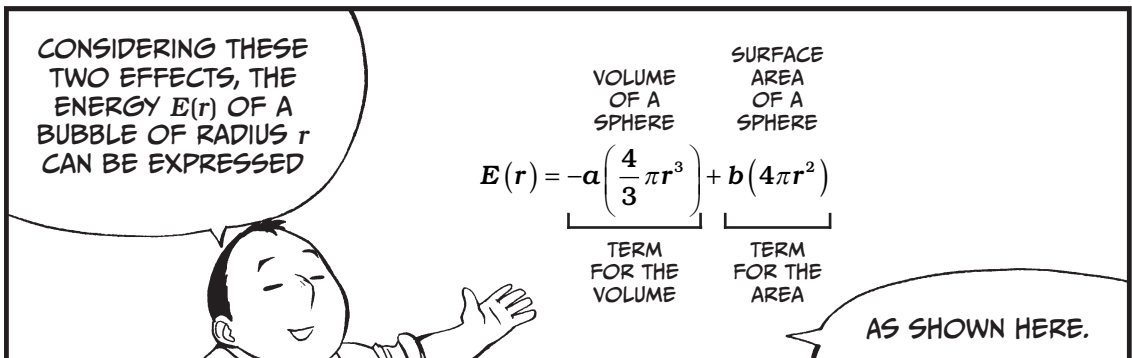 CONSIDERING THESE
TWO EFFECTS, THE
ENERGY E(r) OF A
BUBBLE OF RADIUS r
CAN BE EXPRESSED
VOLUME
OF A
SPHERE
SURFACE
AREA
OF A
SPHERE
E(r) = −a(4/3 πr³) + b(4πr²)
TERM
FOR THE
VOLUME
TERM
FOR THE
AREA
AS SHOWN HERE.